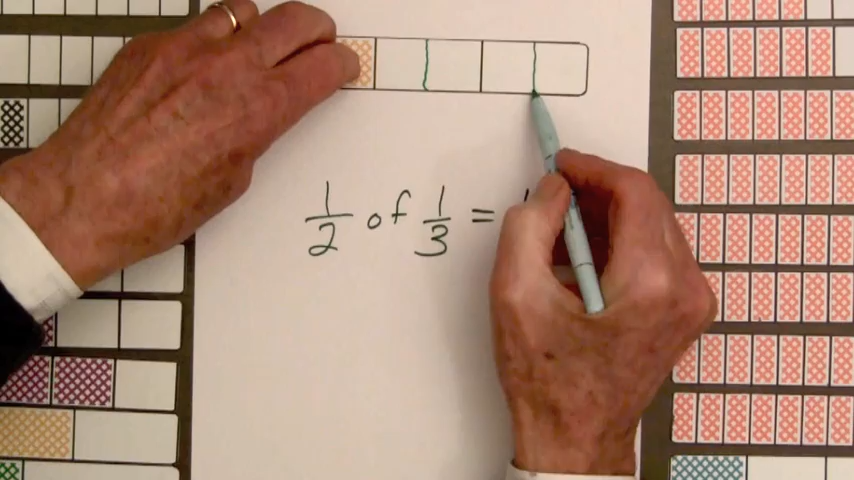 1/2 of 1/3 =